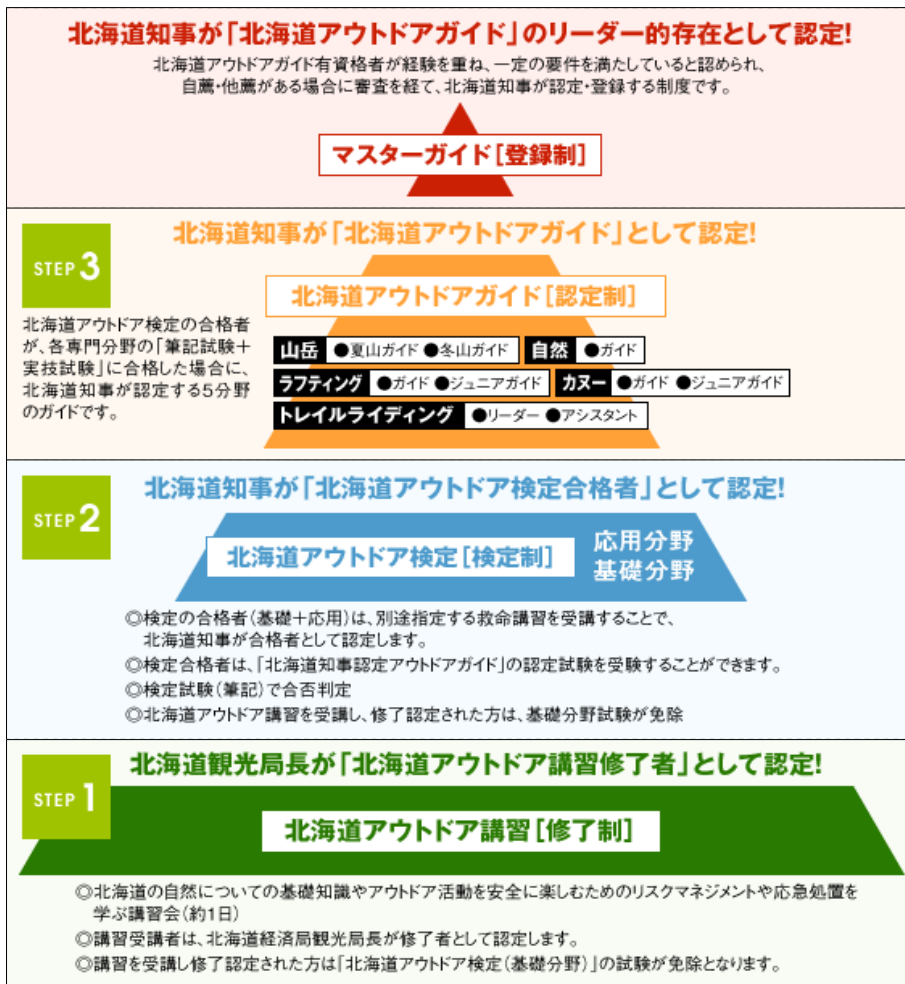 北海道知事が「北海道アウトドアガイド」のリーダー的存在として認定!
北海道アウトドアガイド有資格者が経験を重ね、一定の要件を満たしていると認められ、
自薦・他薦がある場合に審査を経て、北海道知事が認定・登録する制度です。
マスターガイド[登録制]
STEP 3
北海道知事が「北海道アウトドアガイド」として認定!
北海道アウトドアガイド[認定制]
北海道アウトドア検定の合格者
が、各専門分野の「筆記試験+
実技試験」に合格した場合に、
北海道知事が認定する5分野
のガイドです。
山岳 ●夏山ガイド ●冬山ガイド 自然 ●ガイド
ラフティング ●ガイド ●ジュニアガイド カヌー ●ガイド ●ジュニアガイド
トレイルライディング ●リーダー ●アシスタント
STEP 2
北海道知事が「北海道アウトドア検定合格者」として認定!
北海道アウトドア検定[検定制]
応用分野
基礎分野
◎検定の合格者(基礎+応用)は、別途指定する救命講習を受講することで、
北海道知事が合格者として認定します。
◎検定合格者は、「北海道知事認定アウトドアガイド」の認定試験を受験することができます。
◎検定試験(筆記)で合否判定
◎北海道アウトドア講習を受講し、修了認定された方は、基礎分野試験が免除
STEP 1
北海道観光局長が「北海道アウトドア講習修了者」として認定!
北海道アウトドア講習[修了制]
◎北海道の自然についての基礎知識やアウトドア活動を安全に楽しむためのリスクマネジメントや応急処置を
学ぶ講習会(約1日)
◎講習受講者は、北海道経済局観光局長が修了者として認定します。
◎講習を受講し修了認定された方は「北海道アウトドア検定(基礎分野)」の試験が免除となります。